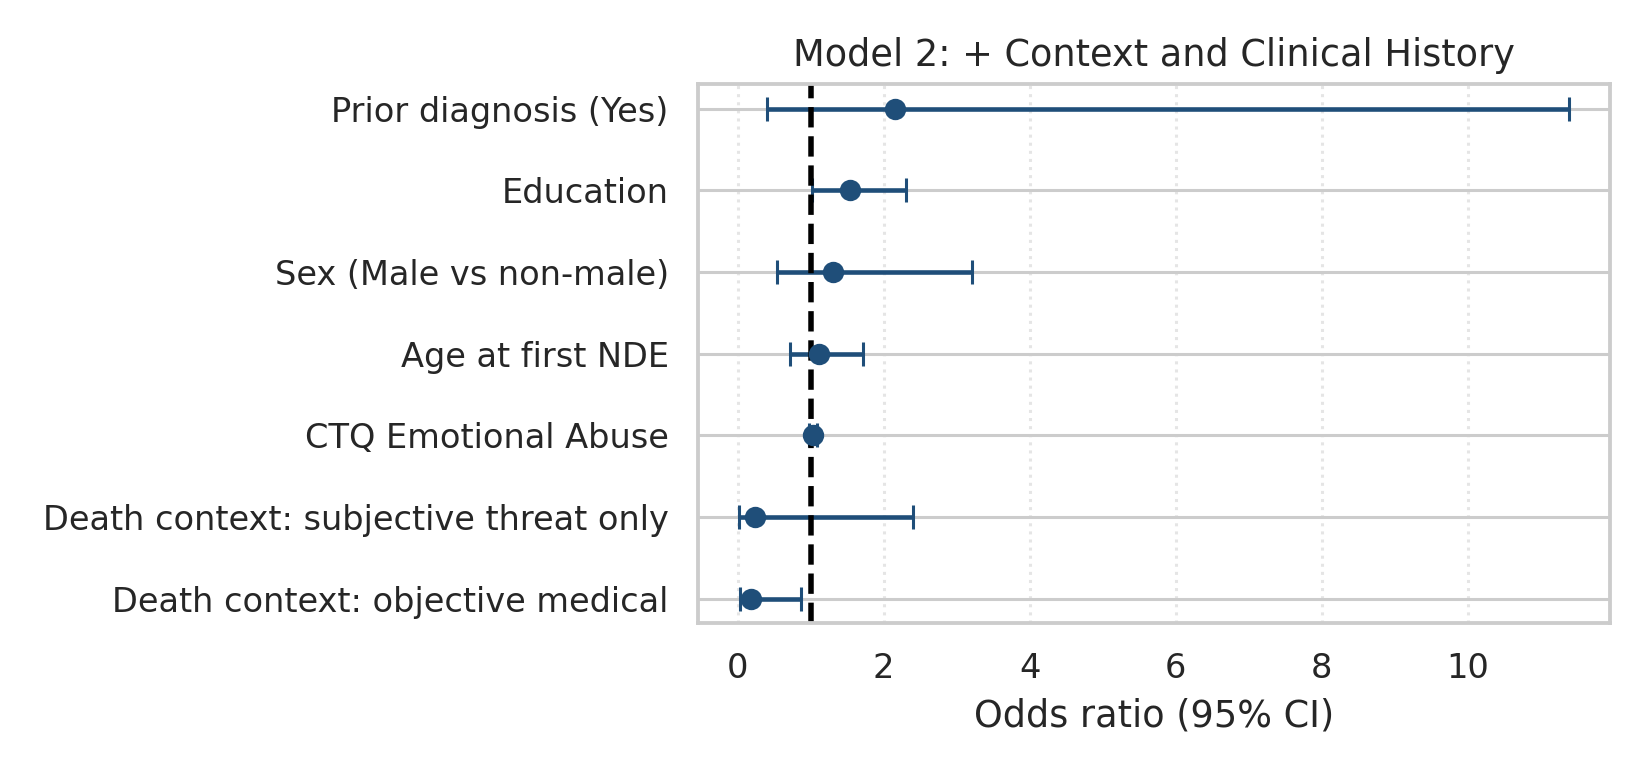 Model 2: + Context and Clinical History
Prior diagnosis (Yes)
Education
Sex (Male vs non-male)
Age at first NDE
CTQ Emotional Abuse
Death context: subjective threat only
Death context: objective medical
0 2 4 6 8 10
Odds ratio (95% CI)